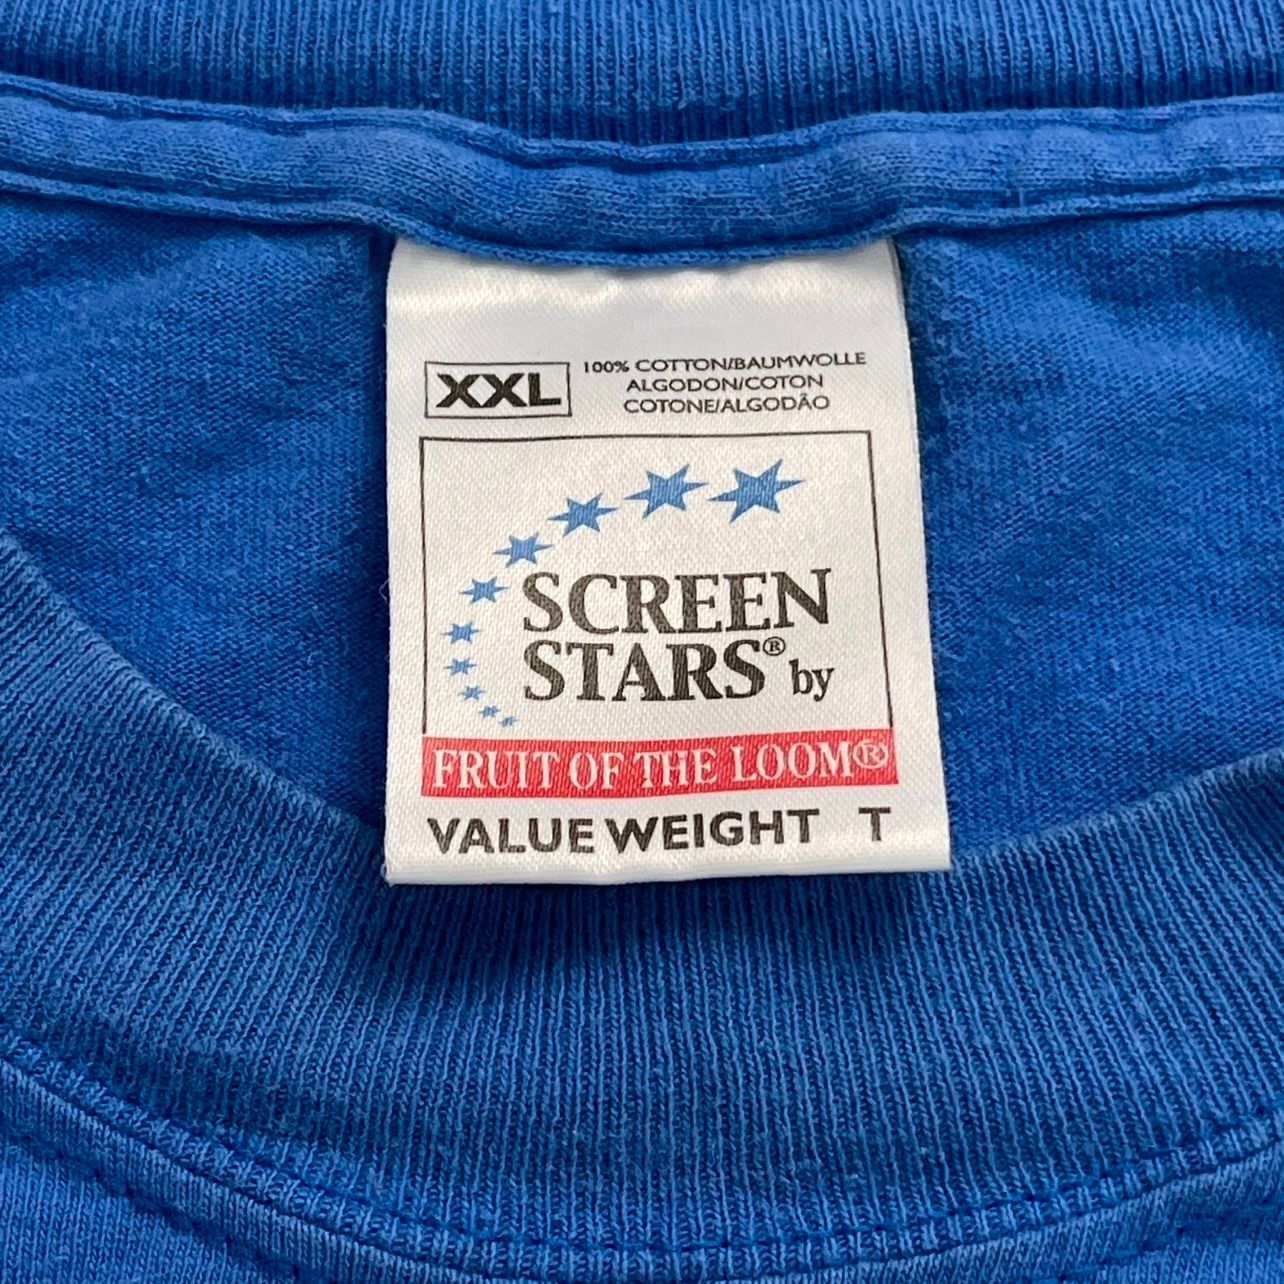 XXL
100% COTTON/BAUMWOLLE
ALGODON/COTON
COTONE/ALGODÃO
SCREEN
STARS® by
FRUIT OF THE LOOM®
VALUE WEIGHT T